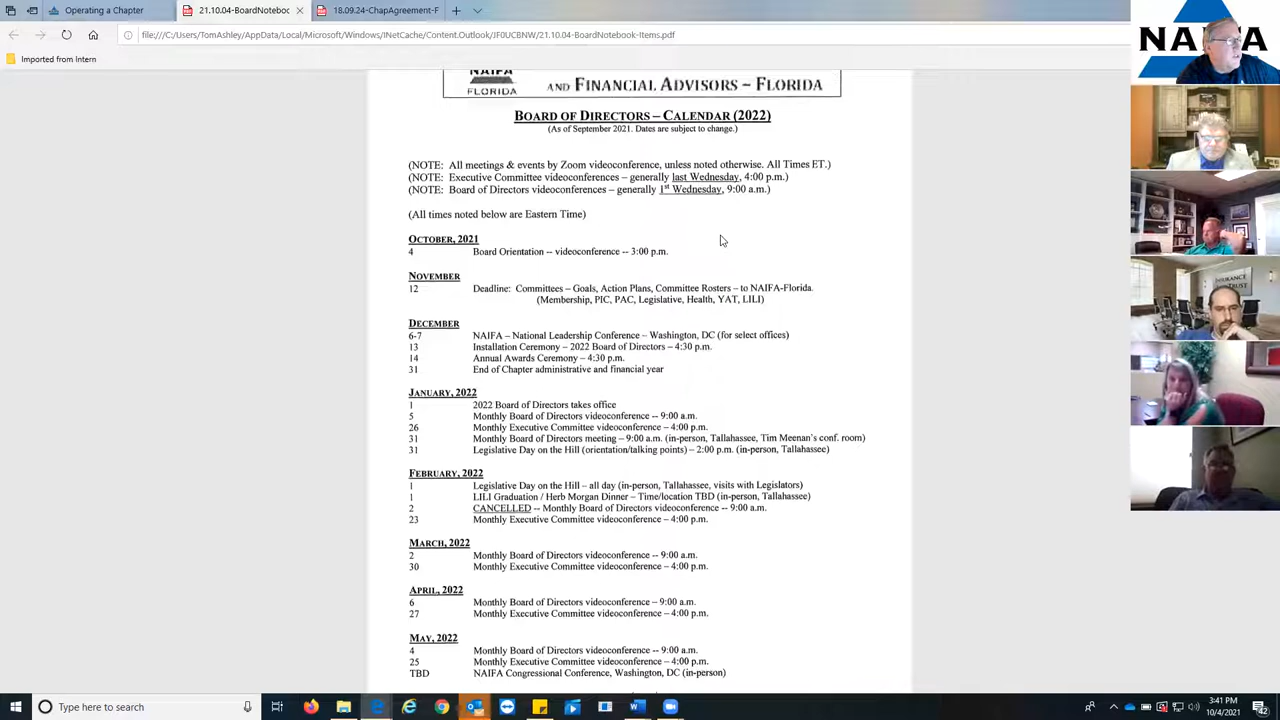 Operating a Chapter
21.10.04-BoardNotebook
18.09.24-ChapAgreement-F
file:///C:/Users/TomAshley/AppData/Local/Microsoft/Windows/INetCache/Content.Outlook/JF0UCBNW/21.10.04-BoardNotebook-Items.pdf
Imported from Intern
NAIFA
NAIFA
FLORIDA
AND FINANCIAL ADVISORS – FLORIDA
BOARD OF DIRECTORS – CALENDAR (2022)
(As of September 2021. Dates are subject to change.)
(NOTE: All meetings & events by Zoom videoconference, unless noted otherwise. All Times ET.)
(NOTE: Executive Committee videoconferences – generally last Wednesday, 4:00 p.m.)
(NOTE: Board of Directors videoconferences – generally 1st Wednesday, 9:00 a.m.)
(All times noted below are Eastern Time)
OCTOBER, 2021
4 Board Orientation -- videoconference -- 3:00 p.m.
NOVEMBER
12 Deadline: Committees – Goals, Action Plans, Committee Rosters – to NAIFA-Florida.
(Membership, PIC, PAC, Legislative, Health, YAT, LILI)
DECEMBER
6-7 NAIFA – National Leadership Conference – Washington, DC (for select offices)
13 Installation Ceremony – 2022 Board of Directors – 4:30 p.m.
14 Annual Awards Ceremony – 4:30 p.m.
31 End of Chapter administrative and financial year
JANUARY, 2022
1 2022 Board of Directors takes office
5 Monthly Board of Directors videoconference -- 9:00 a.m.
26 Monthly Executive Committee videoconference – 4:00 p.m.
31 Monthly Board of Directors meeting – 9:00 a.m. (in-person, Tallahassee, Tim Meenan's conf. room)
31 Legislative Day on the Hill (orientation/talking points) – 2:00 p.m. (in-person, Tallahassee)
FEBRUARY, 2022
1 Legislative Day on the Hill – all day (in-person, Tallahassee, visits with Legislators)
1 LILI Graduation / Herb Morgan Dinner – Time/location TBD (in-person, Tallahassee)
2 CANCELLED -- Monthly Board of Directors videoconference – 9:00 a.m.
23 Monthly Executive Committee videoconference – 4:00 p.m.
MARCH, 2022
2 Monthly Board of Directors videoconference -- 9:00 a.m.
30 Monthly Executive Committee videoconference – 4:00 p.m.
APRIL, 2022
6 Monthly Board of Directors videoconference – 9:00 a.m.
27 Monthly Executive Committee videoconference – 4:00 p.m.
MAY, 2022
4 Monthly Board of Directors videoconference – 9:00 a.m.
25 Monthly Executive Committee videoconference – 4:00 p.m.
TBD NAIFA Congressional Conference, Washington, DC (in-person)
Type here to search
3:41 PM
10/4/2021
42